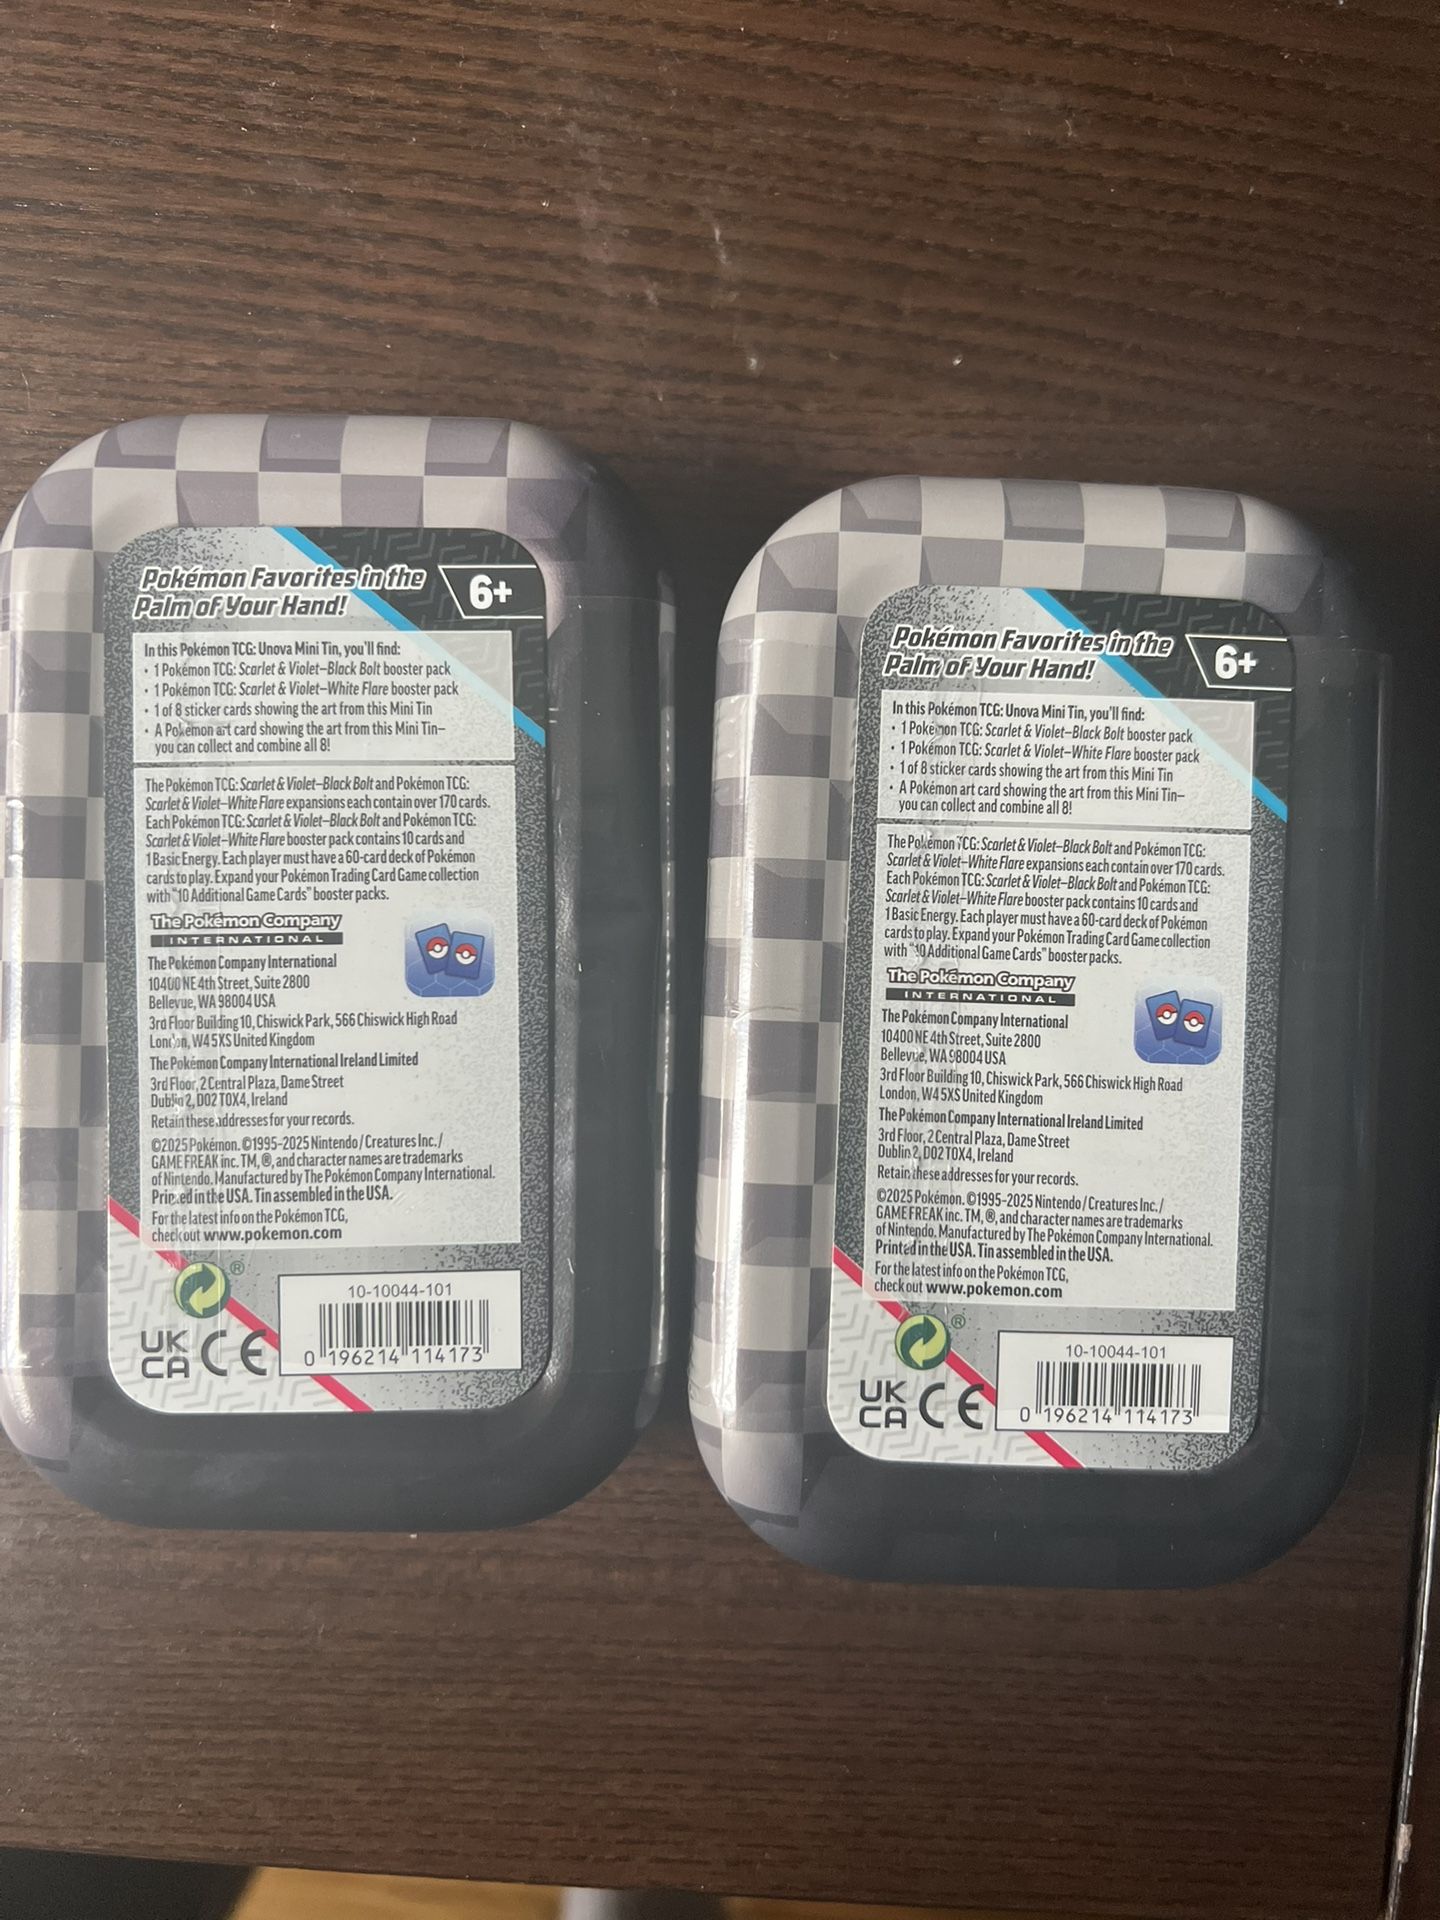 Pokémon Favorites in the
Palm of Your Hand!
6+
In this Pokémon TCG: Unova Mini Tin, you'll find:
• 1 Pokémon TCG: Scarlet & Violet–Black Bolt booster pack
• 1 Pokémon TCG: Scarlet & Violet–White Flare booster pack
• 1 of 8 sticker cards showing the art from this Mini Tin
• A Pokémon art card showing the art from this Mini Tin–
you can collect and combine all 8!
The Pokémon TCG: Scarlet & Violet–Black Bolt and Pokémon TCG:
Scarlet & Violet–White Flare expansions each contain over 170 cards.
Each Pokémon TCG: Scarlet & Violet–Black Bolt and Pokémon TCG:
Scarlet & Violet–White Flare booster pack contains 10 cards and
1 Basic Energy. Each player must have a 60-card deck of Pokémon
cards to play. Expand your Pokémon Trading Card Game collection
with "10 Additional Game Cards" booster packs.
The Pokémon Company
INTERNATIONAL
The Pokémon Company International
10400 NE 4th Street, Suite 2800
Bellevue, WA 98004 USA
3rd Floor Building 10, Chiswick Park, 566 Chiswick High Road
London, W4 5XS United Kingdom
The Pokémon Company International Ireland Limited
3rd Floor, 2 Central Plaza, Dame Street
Dublin 2, D02 T0X4, Ireland
Retain these addresses for your records.
©2025 Pokémon. ©1995–2025 Nintendo / Creatures Inc. /
GAME FREAK inc. TM, ®, and character names are trademarks
of Nintendo. Manufactured by The Pokémon Company International.
Printed in the USA. Tin assembled in the USA.
For the latest info on the Pokémon TCG,
check out www.pokemon.com
®
UK
CA
CE
10-10044-101
0 196214 114173
Pokémon Favorites in the
Palm of Your Hand!
6+
In this Pokémon TCG: Unova Mini Tin, you'll find:
• 1 Pokémon TCG: Scarlet & Violet–Black Bolt booster pack
• 1 Pokémon TCG: Scarlet & Violet–White Flare booster pack
• 1 of 8 sticker cards showing the art from this Mini Tin
• A Pokémon art card showing the art from this Mini Tin–
you can collect and combine all 8!
The Pokémon TCG: Scarlet & Violet–Black Bolt and Pokémon TCG:
Scarlet & Violet–White Flare expansions each contain over 170 cards.
Each Pokémon TCG: Scarlet & Violet–Black Bolt and Pokémon TCG:
Scarlet & Violet–White Flare booster pack contains 10 cards and
1 Basic Energy. Each player must have a 60-card deck of Pokémon
cards to play. Expand your Pokémon Trading Card Game collection
with "10 Additional Game Cards" booster packs.
The Pokémon Company
INTERNATIONAL
The Pokémon Company International
10400 NE 4th Street, Suite 2800
Bellevue, WA 98004 USA
3rd Floor Building 10, Chiswick Park, 566 Chiswick High Road
London, W4 5XS United Kingdom
The Pokémon Company International Ireland Limited
3rd Floor, 2 Central Plaza, Dame Street
Dublin 2, D02 T0X4, Ireland
Retain these addresses for your records.
©2025 Pokémon. ©1995–2025 Nintendo / Creatures Inc. /
GAME FREAK inc. TM, ®, and character names are trademarks
of Nintendo. Manufactured by The Pokémon Company International.
Printed in the USA. Tin assembled in the USA.
For the latest info on the Pokémon TCG,
check out www.pokemon.com
®
UK
CA
CE
10-10044-101
0 196214 114173